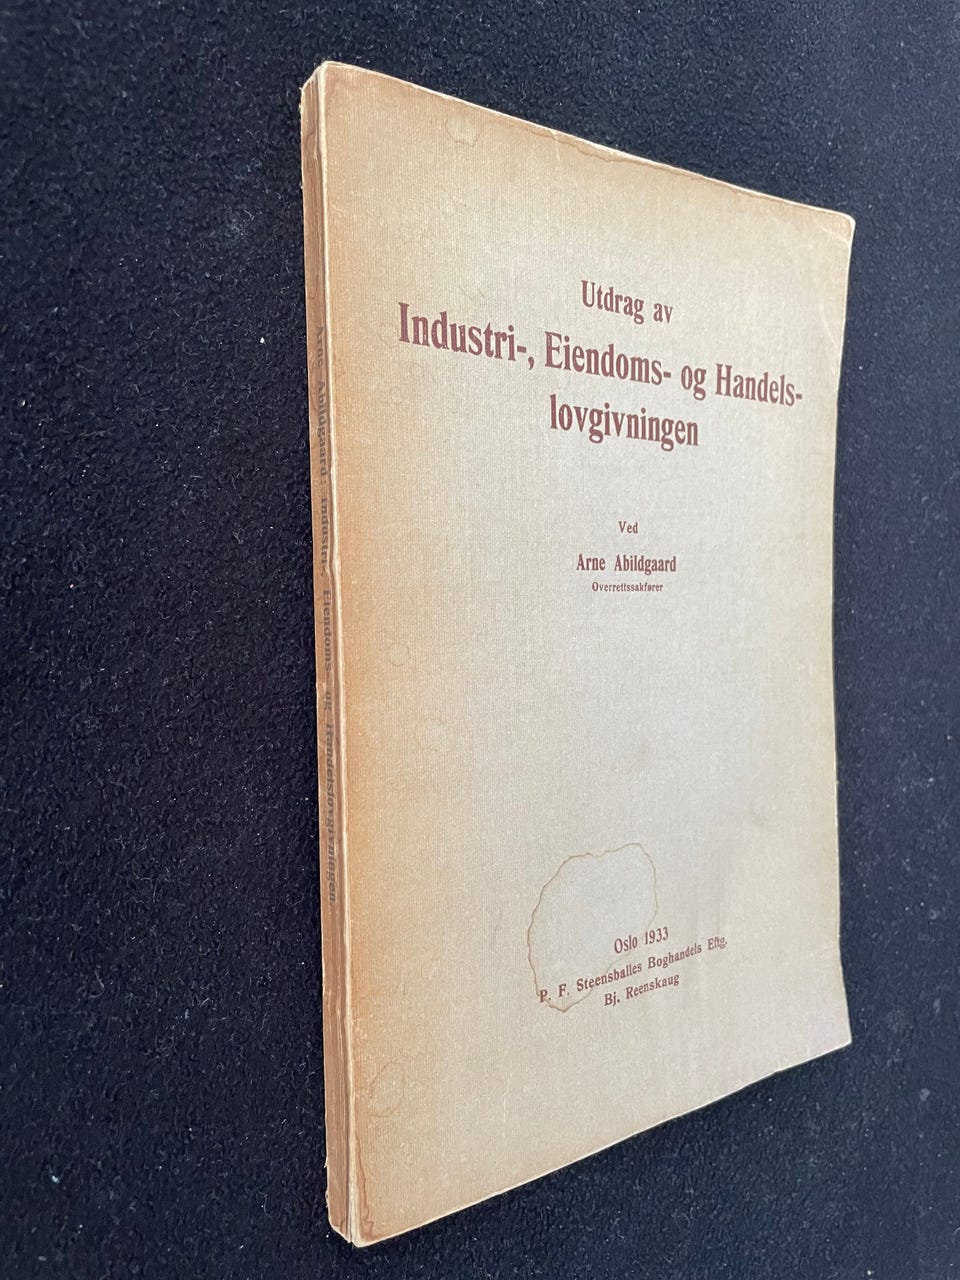 Utdrag av
Industri-, Eiendoms- og Handels-
lovgivningen
Ved
Arne Abildgaard
Overrettssakfører
Oslo 1933
P. F. Steensballes Boghandels Eftg.
Bj. Reenskaug
Arne Abildgaard: Industri-, Eiendoms- og Handelslovgivningen.